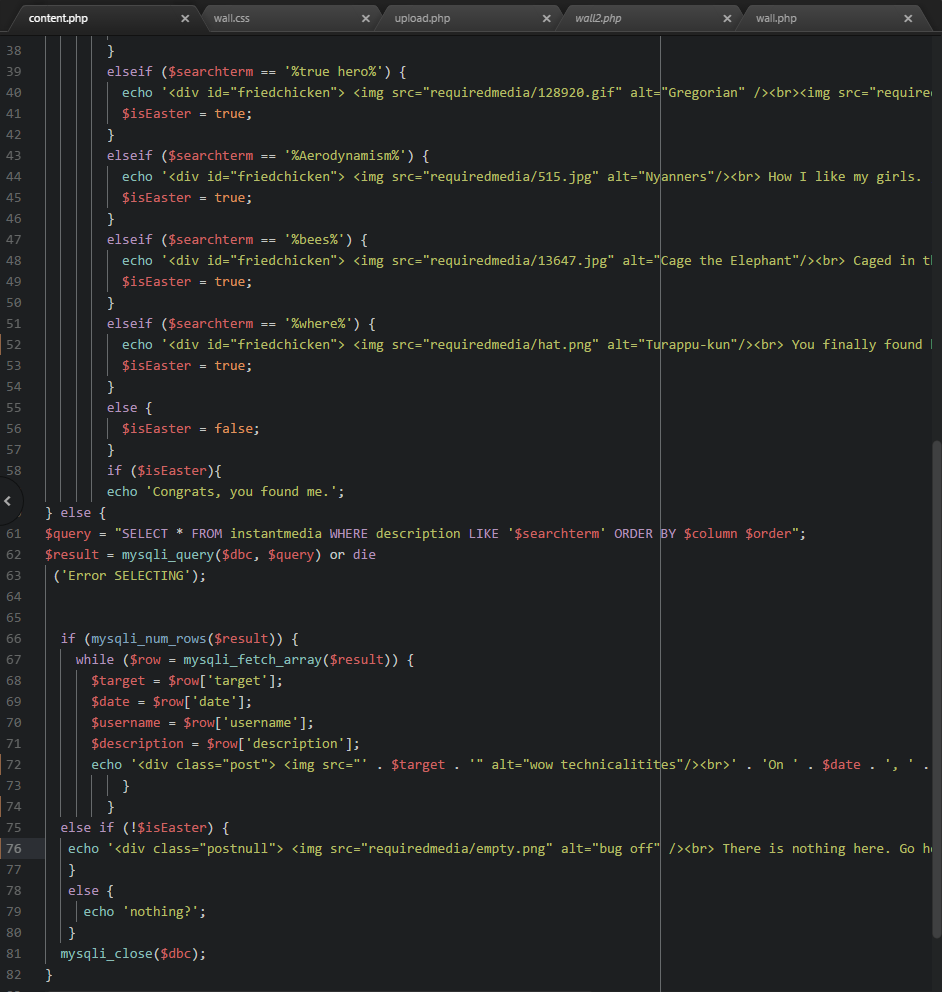 content.php × wall.css × upload.php × wall2.php × wall.php ×
38 }
39 elseif ($searchterm == '%true hero%') {
40 echo '<div id="friedchicken"> <img src="requiredmedia/128920.gif" alt="Gregorian" /><br><img src="require
41 $isEaster = true;
42 }
43 elseif ($searchterm == '%Aerodynamism%') {
44 echo '<div id="friedchicken"> <img src="requiredmedia/515.jpg" alt="Nyanners"/><br> How I like my girls.
45 $isEaster = true;
46 }
47 elseif ($searchterm == '%bees%') {
48 echo '<div id="friedchicken"> <img src="requiredmedia/13647.jpg" alt="Cage the Elephant"/><br> Caged in
49 $isEaster = true;
50 }
51 elseif ($searchterm == '%where%') {
52 echo '<div id="friedchicken"> <img src="requiredmedia/hat.png" alt="Turappu-kun"/><br> You finally found
53 $isEaster = true;
54 }
55 else {
56 $isEaster = false;
57 }
58 if ($isEaster){
echo 'Congrats, you found me.';
} else {
61 $query = "SELECT * FROM instantmedia WHERE description LIKE '$searchterm' ORDER BY $column $order";
62 $result = mysqli_query($dbc, $query) or die
63 ('Error SELECTING');
64
65
66 if (mysqli_num_rows($result)) {
67 while ($row = mysqli_fetch_array($result)) {
68 $target = $row['target'];
69 $date = $row['date'];
70 $username = $row['username'];
71 $description = $row['description'];
72 echo '<div class="post"> <img src="' . $target . '" alt="wow technicalitites"/><br>' . 'On ' . $date . ', ' .
73 }
74 }
75 else if (!$isEaster) {
76 echo '<div class="postnull"> <img src="requiredmedia/empty.png" alt="bug off" /><br> There is nothing here. Go
77 }
78 else {
79 echo 'nothing?';
80 }
81 mysqli_close($dbc);
82 }